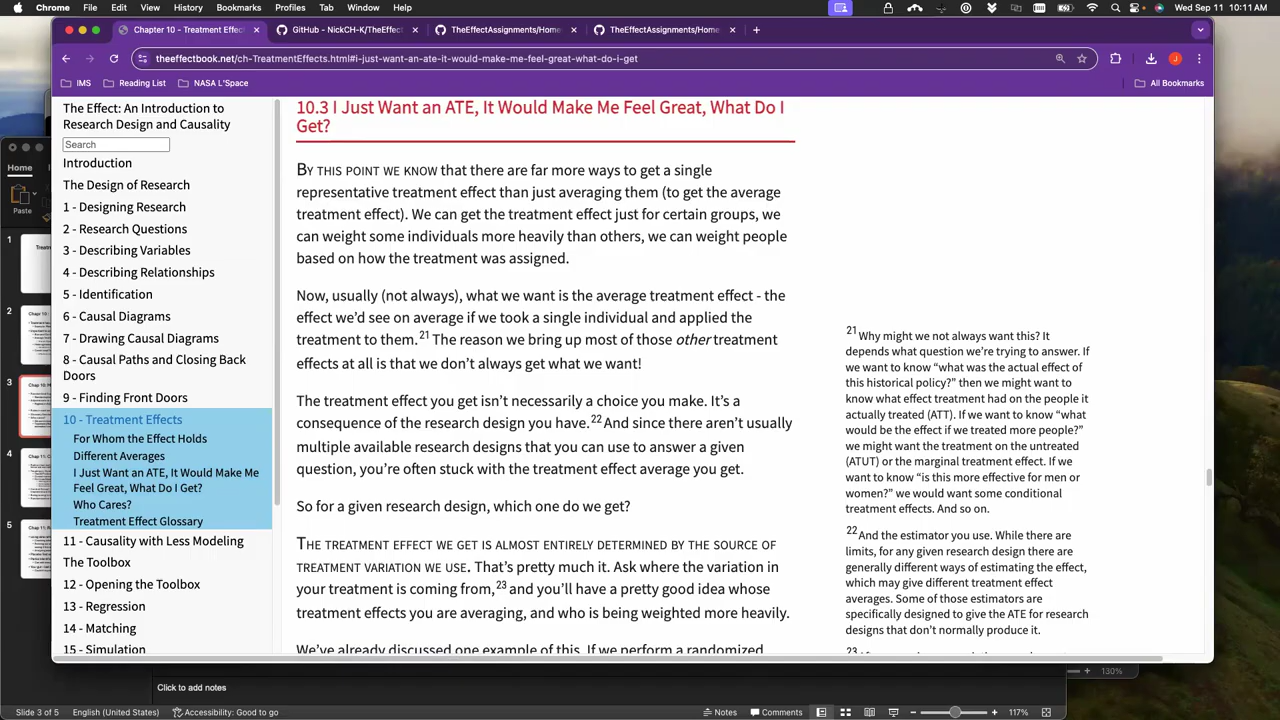 Chrome File Edit View History Bookmarks Profiles Tab Window Help
Wed Sep 11 10:11 AM
Chapter 10 - Treatment Effec
GitHub - NickCH-K/TheEffect
TheEffectAssignments/Home
TheEffectAssignments/Home
theeffectbook.net/ch-TreatmentEffects.html#i-just-want-an-ate-it-would-make-me-feel-great-what-do-i-get
IMS
Reading List
NASA L'Space
All Bookmarks
Home
Paste
1
2
3
4
5
The Effect: An Introduction to
Research Design and Causality
Search
Introduction
The Design of Research
1 - Designing Research
2 - Research Questions
3 - Describing Variables
4 - Describing Relationships
5 - Identification
6 - Causal Diagrams
7 - Drawing Causal Diagrams
8 - Causal Paths and Closing Back
Doors
9 - Finding Front Doors
10 - Treatment Effects
For Whom the Effect Holds
Different Averages
I Just Want an ATE, It Would Make Me
Feel Great, What Do I Get?
Who Cares?
Treatment Effect Glossary
11 - Causality with Less Modeling
The Toolbox
12 - Opening the Toolbox
13 - Regression
14 - Matching
15 - Simulation
10.3 I Just Want an ATE, It Would Make Me Feel Great, What Do I
Get?
By this point we know that there are far more ways to get a single
representative treatment effect than just averaging them (to get the average
treatment effect). We can get the treatment effect just for certain groups, we
can weight some individuals more heavily than others, we can weight people
based on how the treatment was assigned.
Now, usually (not always), what we want is the average treatment effect - the
effect we'd see on average if we took a single individual and applied the
treatment to them.21 The reason we bring up most of those other treatment
effects at all is that we don't always get what we want!
The treatment effect you get isn't necessarily a choice you make. It's a
consequence of the research design you have.22 And since there aren't usually
multiple available research designs that you can use to answer a given
question, you're often stuck with the treatment effect average you get.
So for a given research design, which one do we get?
The treatment effect we get is almost entirely determined by the source of
treatment variation we use. That's pretty much it. Ask where the variation in
your treatment is coming from,23 and you'll have a pretty good idea whose
treatment effects you are averaging, and who is being weighted more heavily.
We've already discussed one example of this. If we perform a randomized
21 Why might we not always want this? It
depends what question we're trying to answer. If
we want to know “what was the actual effect of
this historical policy?” then we might want to
know what effect treatment had on the people it
actually treated (ATT). If we want to know “what
would be the effect if we treated more people?”
we might want the treatment on the untreated
(ATUT) or the marginal treatment effect. If we
want to know “is this more effective for men or
women?” we would want some conditional
treatment effects. And so on.
22 And the estimator you use. While there are
limits, for any given research design there are
generally different ways of estimating the effect,
which may give different treatment effect
averages. Some of those estimators are
specifically designed to give the ATE for research
designs that don't normally produce it.
23
130%
Click to add notes
Slide 3 of 5 English (United States) Accessibility: Good to go Notes Comments 117%